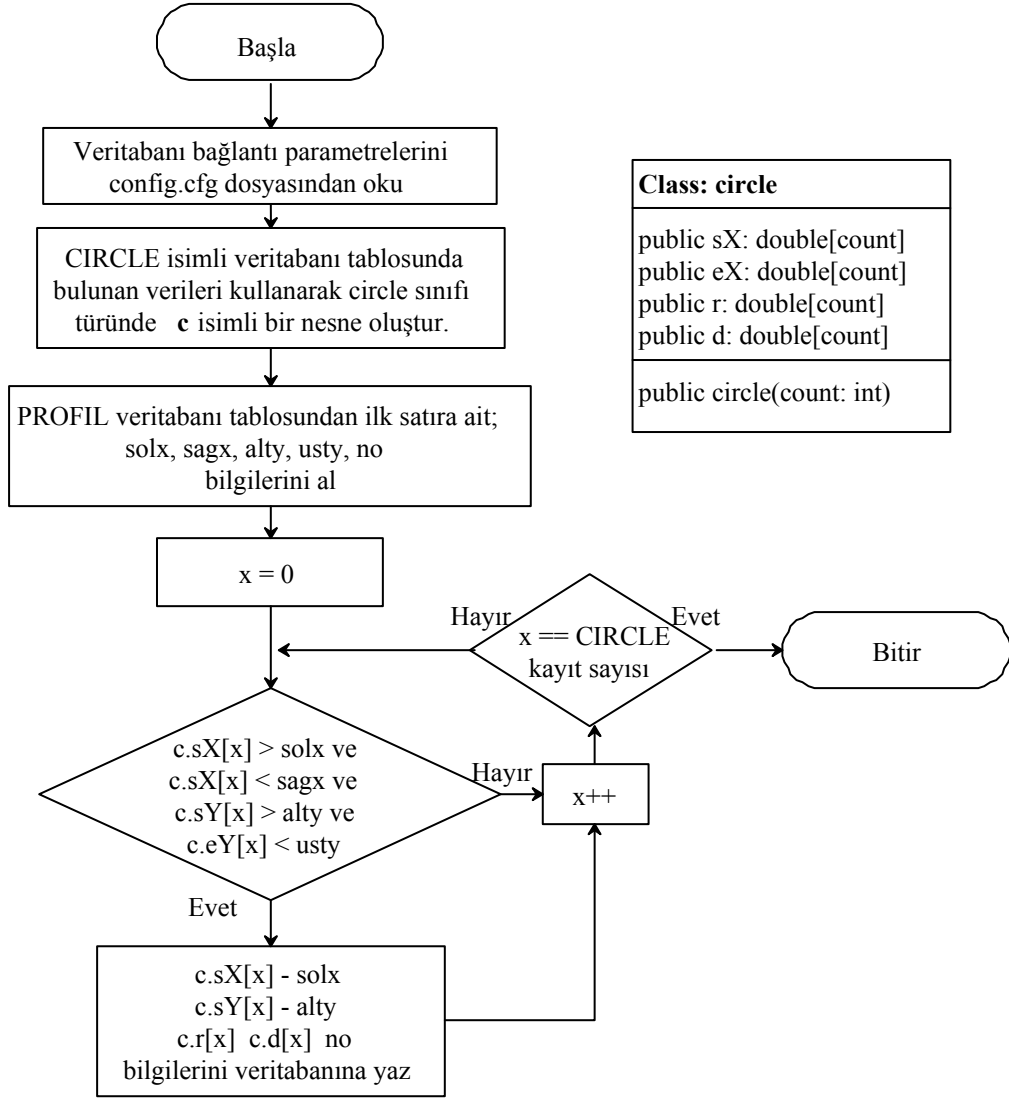 Başla
Veritabanı bağlantı parametrelerini
config.cfg dosyasından oku
CIRCLE isimli veritabanı tablosunda
bulunan verileri kullanarak circle sınıfı
türünde c isimli bir nesne oluştur.
PROFIL veritabanı tablosundan ilk satıra ait;
solx, sagx, alty, usty, no
bilgilerini al
x = 0
Class: circle
public sX: double[count]
public eX: double[count]
public r: double[count]
public d: double[count]
public circle(count: int)
Hayır
x == CIRCLE
kayıt sayısı
Evet
Bitir
c.sX[x] > solx ve
c.sX[x] < sagx ve
c.sY[x] > alty ve
c.eY[x] < usty
Hayır
x++
Evet
c.sX[x] - solx
c.sY[x] - alty
c.r[x] c.d[x] no
bilgilerini veritabanına yaz